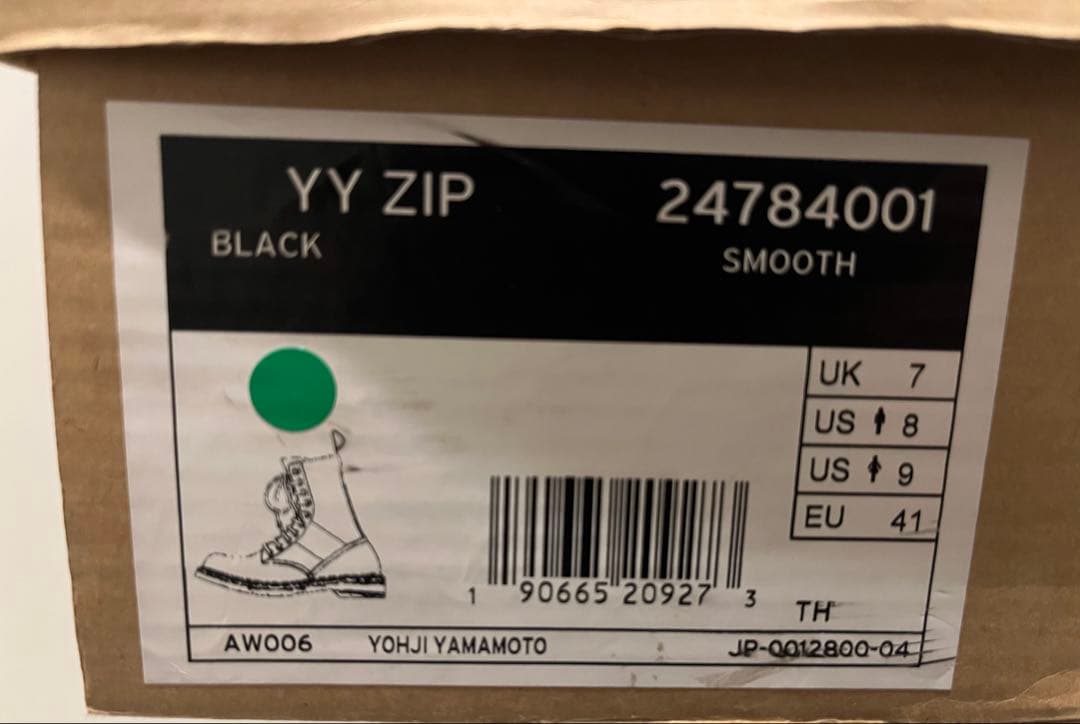 YY ZIP 24784001
BLACK SMOOTH
UK 7
US 8
US 9
EU 41
1 90665 20927 3
TH
AW006 YOHJI YAMAMOTO JP-0012800-04